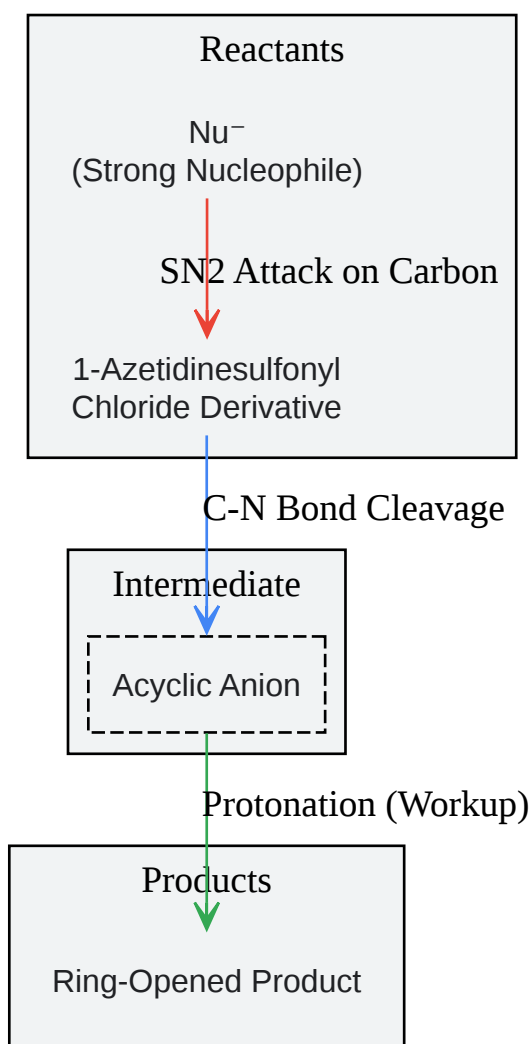 Reactants
Nu⁻
(Strong Nucleophile)
SN2 Attack on Carbon
1-Azetidinesulfonyl
Chloride Derivative
C-N Bond Cleavage
Intermediate
Acyclic Anion
Protonation (Workup)
Products
Ring-Opened Product